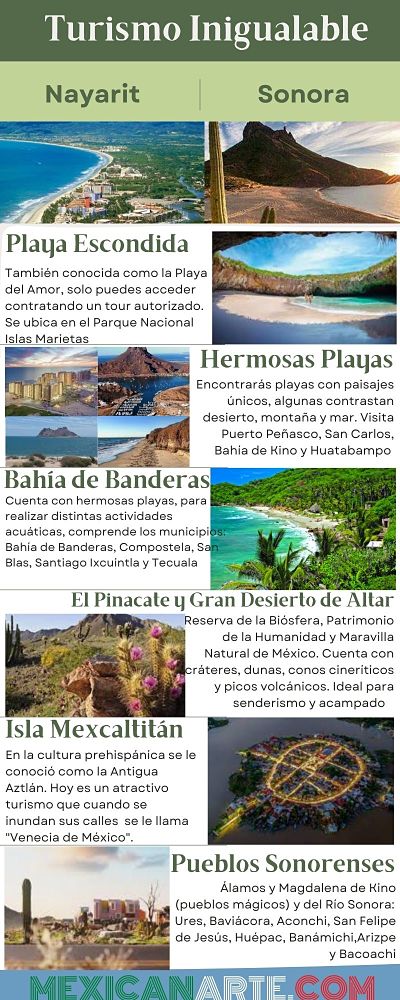 Turismo Inigualable
Nayarit
Sonora
Playa Escondida
También conocida como la Playa
del Amor, solo puedes acceder
contratando un tour autorizado.
Se ubica en el Parque Nacional
Islas Marietas
Hermosas Playas
Encontrarás playas con paisajes
únicos, algunas contrastan
desierto, montaña y mar. Visita
Puerto Peñasco, San Carlos,
Bahía de Kino y Huatabampo
Bahía de Banderas
Cuenta con hermosas playas, para
realizar distintas actividades
acuáticas, comprende los municipios:
Bahía de Banderas, Compostela, San
Blas, Santiago Ixcuintla y Tecuala
El Pinacate y Gran Desierto de Altar
Reserva de la Biósfera, Patrimonio
de la Humanidad y Maravilla
Natural de México. Cuenta con
cráteres, dunas, conos cineríticos
y picos volcánicos. Ideal para
senderismo y acampado
Isla Mexcaltitán
En la cultura prehispánica se le
conoció como la Antigua
Aztlán. Hoy es un atractivo
turismo que cuando se
inundan sus calles se le llama
"Venecia de México".
Pueblos Sonorenses
Álamos y Magdalena de Kino
(pueblos mágicos) y del Río Sonora:
Ures, Baviácora, Aconchi, San Felipe
de Jesús, Huépac, Banámichi,Arizpe
y Bacoachi
MEXICANARTE.COM